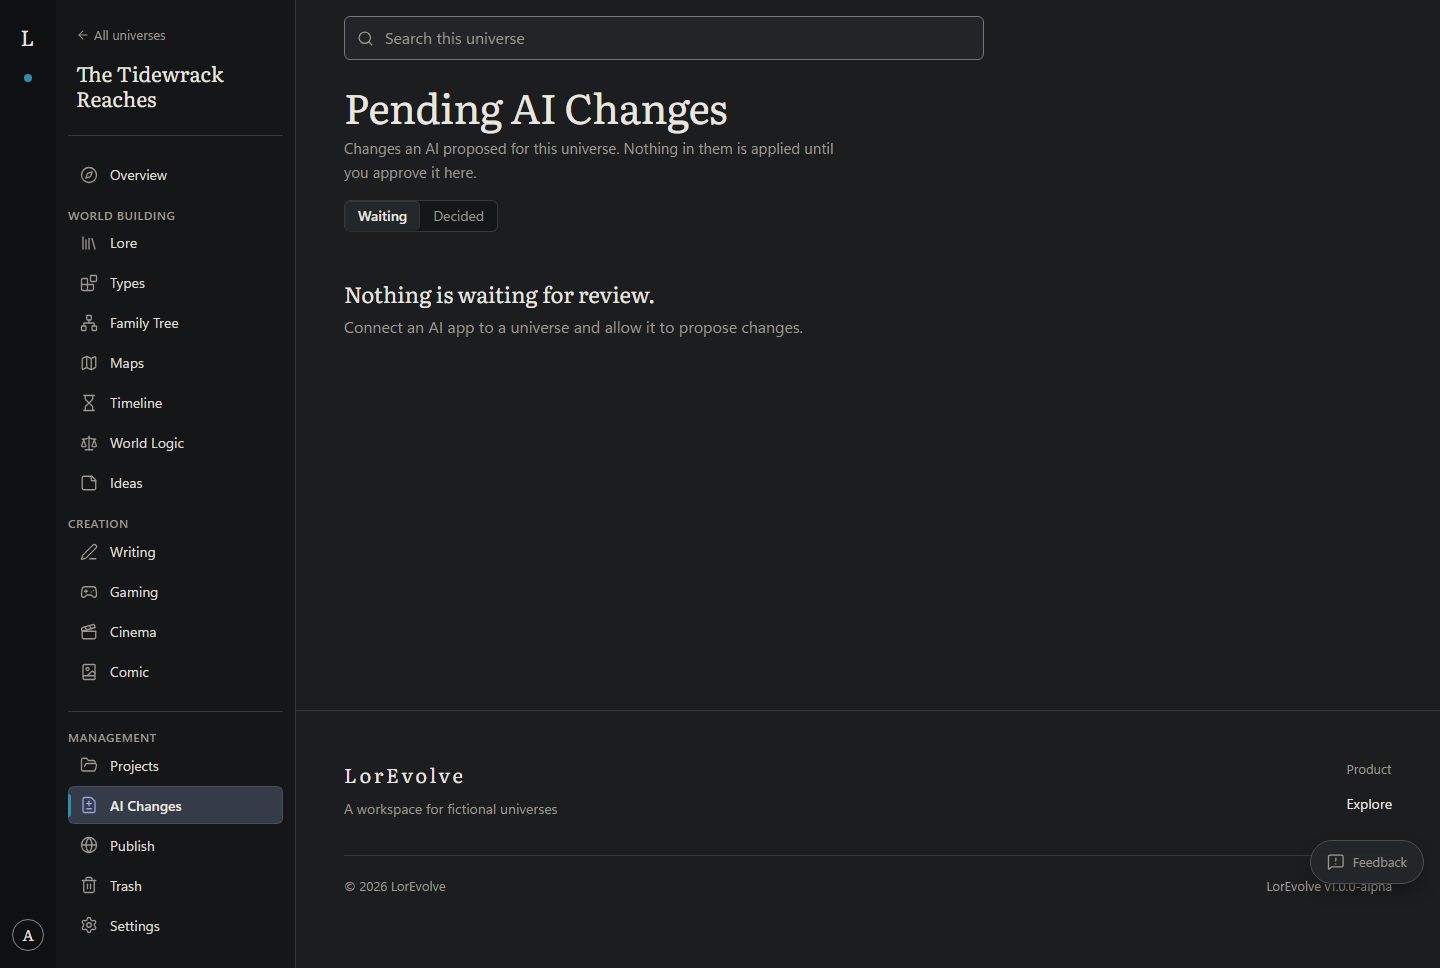 L
All universes
The Tidewrack
Reaches
Overview
WORLD BUILDING
Lore
Types
Family Tree
Maps
Timeline
World Logic
Ideas
CREATION
Writing
Gaming
Cinema
Comic
MANAGEMENT
Projects
AI Changes
Publish
Trash
Settings
A
Search this universe
Pending AI Changes
Changes an AI proposed for this universe. Nothing in them is applied until
you approve it here.
Waiting
Decided
Nothing is waiting for review.
Connect an AI app to a universe and allow it to propose changes.
LorEvolve
A workspace for fictional universes
Product
Explore
Feedback
© 2026 LorEvolve
LorEvolve v1.0.0-alpha